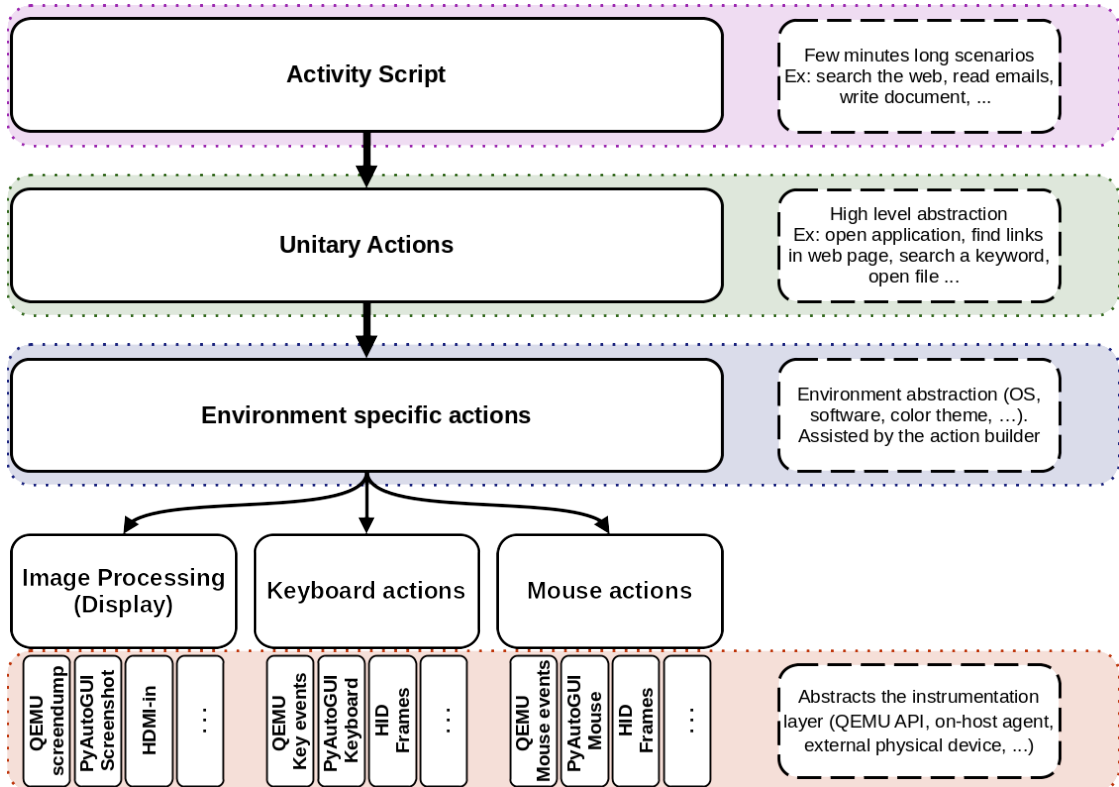 Activity Script
Few minutes long scenarios
Ex: search the web, read emails,
write document, ...
Unitary Actions
High level abstraction
Ex: open application, find links
in web page, search a keyword,
open file ...
Environment specific actions
Environment abstraction (OS,
software, color theme, …).
Assisted by the action builder
Image Processing
(Display)
Keyboard actions
Mouse actions
QEMU
screendump
PyAutoGUI
Screenshot
HDMI-in
...
QEMU
Key events
PyAutoGUI
Keyboard
HID
Frames
...
QEMU
Mouse events
PyAutoGUI
Mouse
HID
Frames
...
Abstracts the instrumentation
layer (QEMU API, on-host agent,
external physical device, ...)